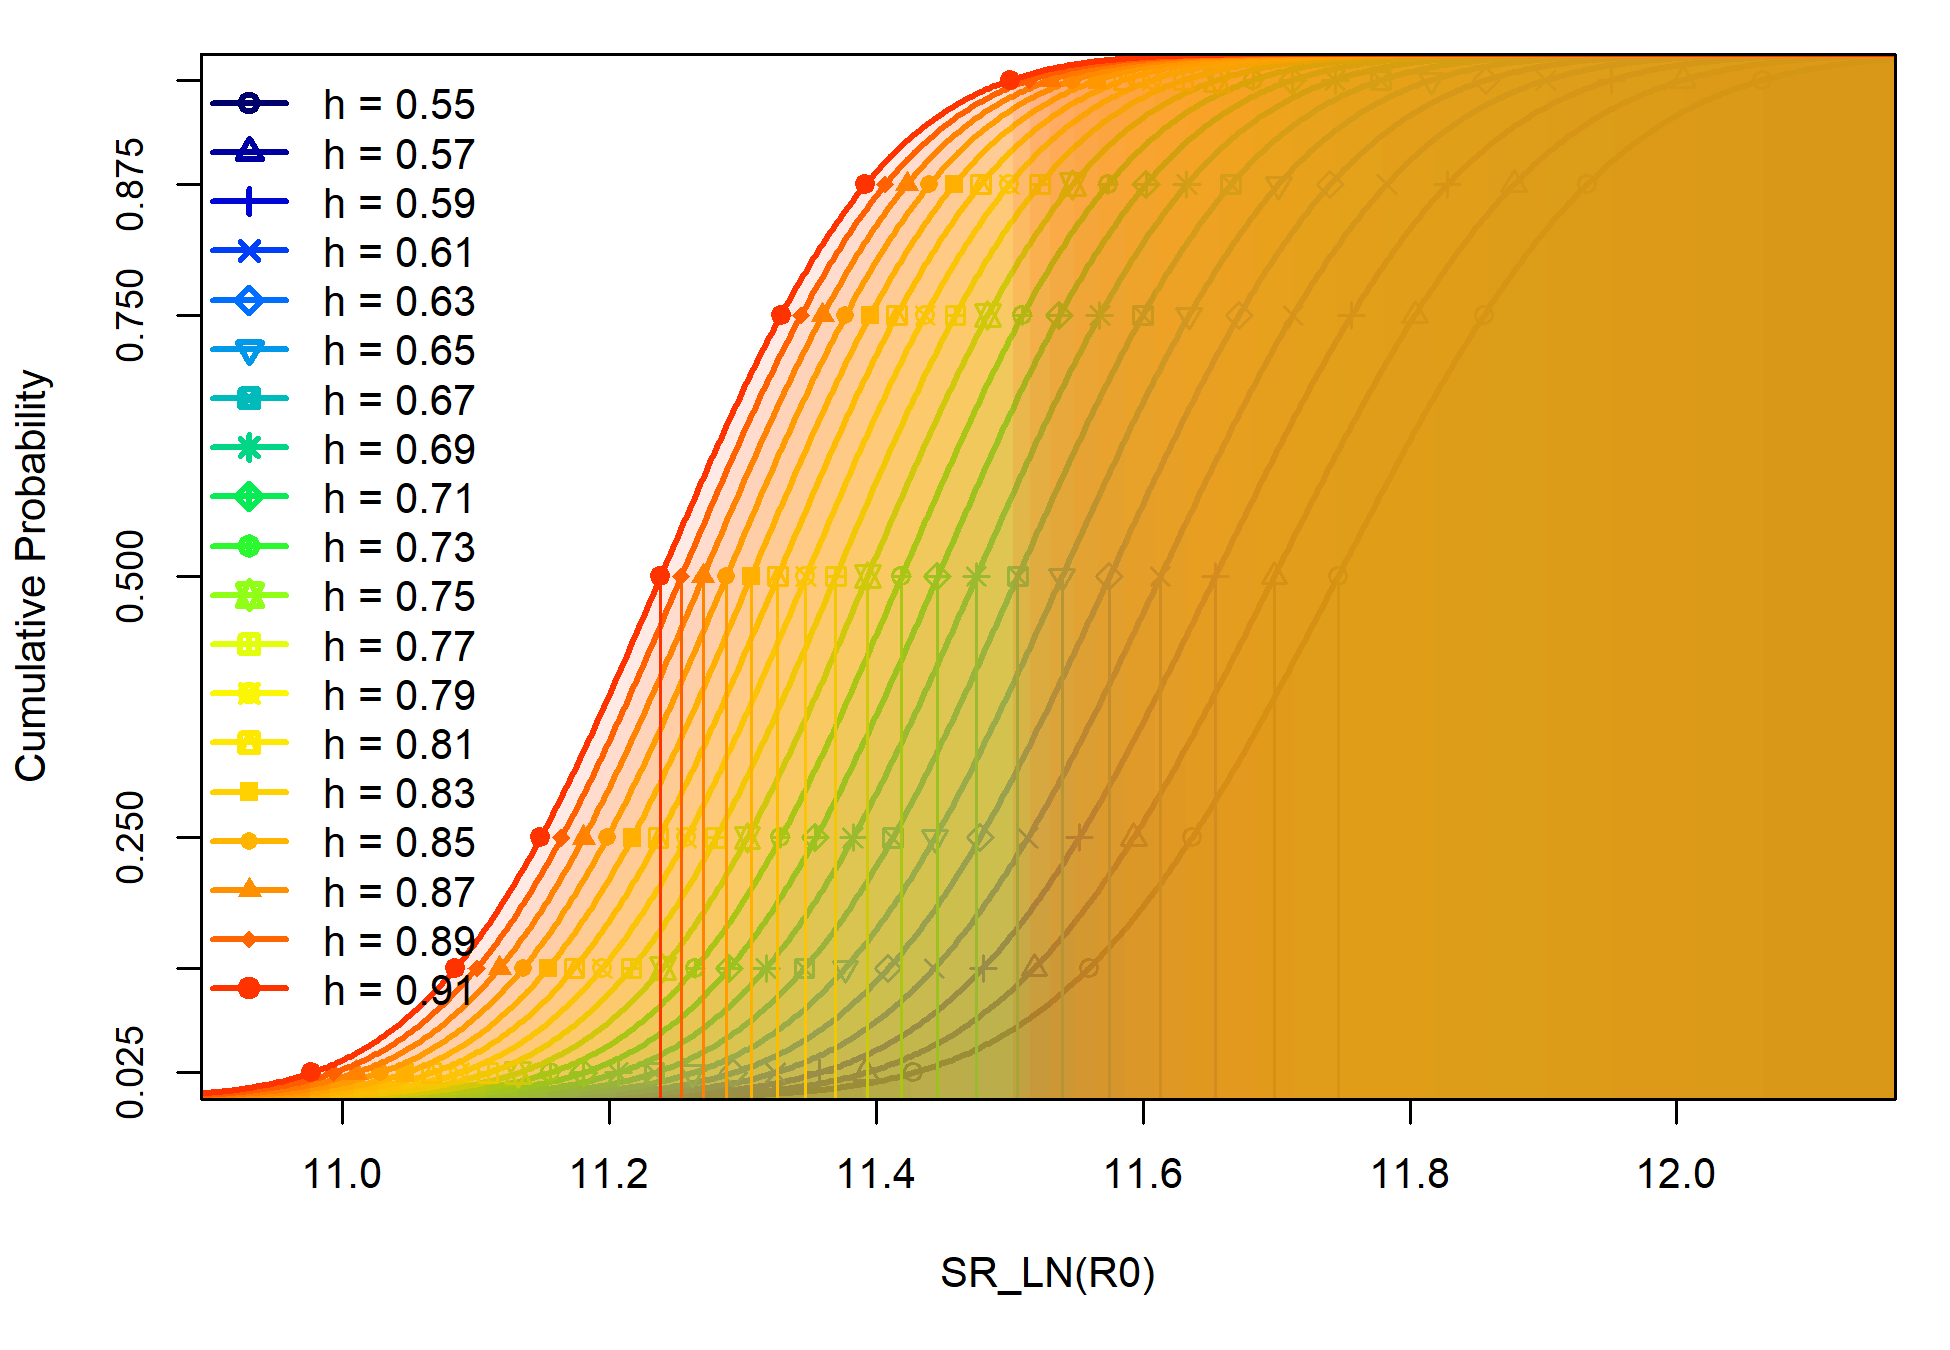 h = 0.55
h = 0.57
h = 0.59
h = 0.61
h = 0.63
h = 0.65
h = 0.67
h = 0.69
h = 0.71
h = 0.73
h = 0.75
h = 0.77
h = 0.79
h = 0.81
h = 0.83
h = 0.85
h = 0.87
h = 0.89
h = 0.91
Cumulative Probability
0.875
0.750
0.500
0.250
0.025
11.0 11.2 11.4 11.6 11.8 12.0
SR_LN(R0)